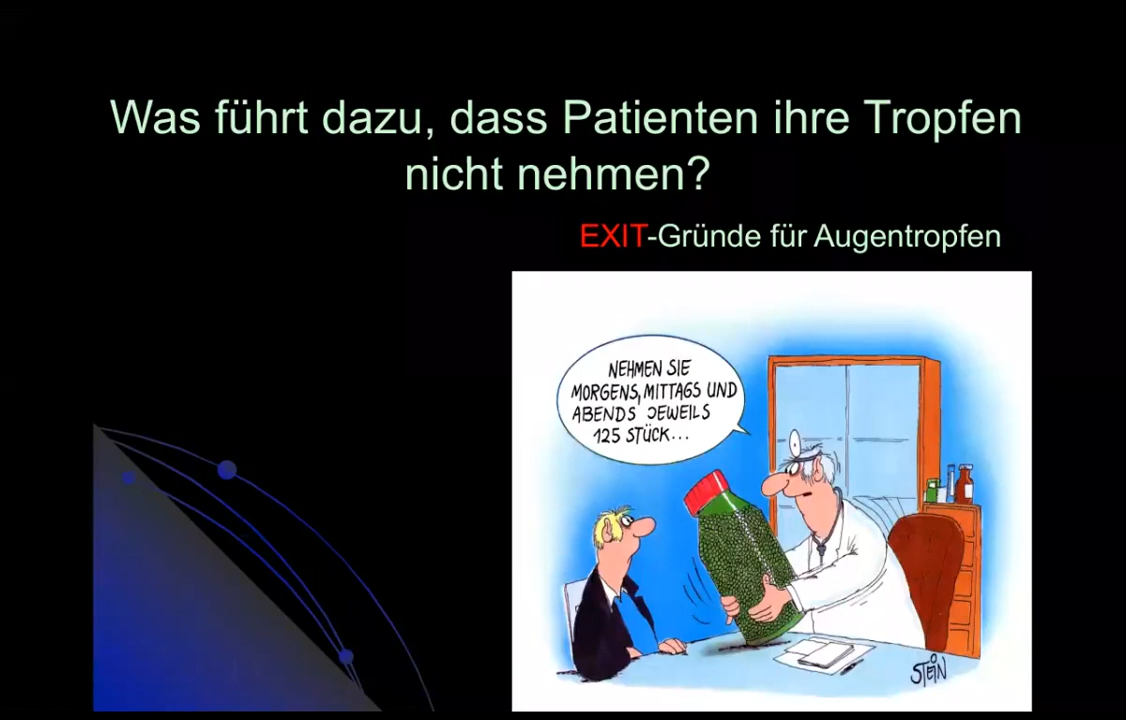 Was führt dazu, dass Patienten ihre Tropfen
nicht nehmen?
EXIT-Gründe für Augentropfen
NEHMEN SIE
MORGENS, MITTAGS UND
ABENDS JEWEILS
125 STÜCK...
STEIN